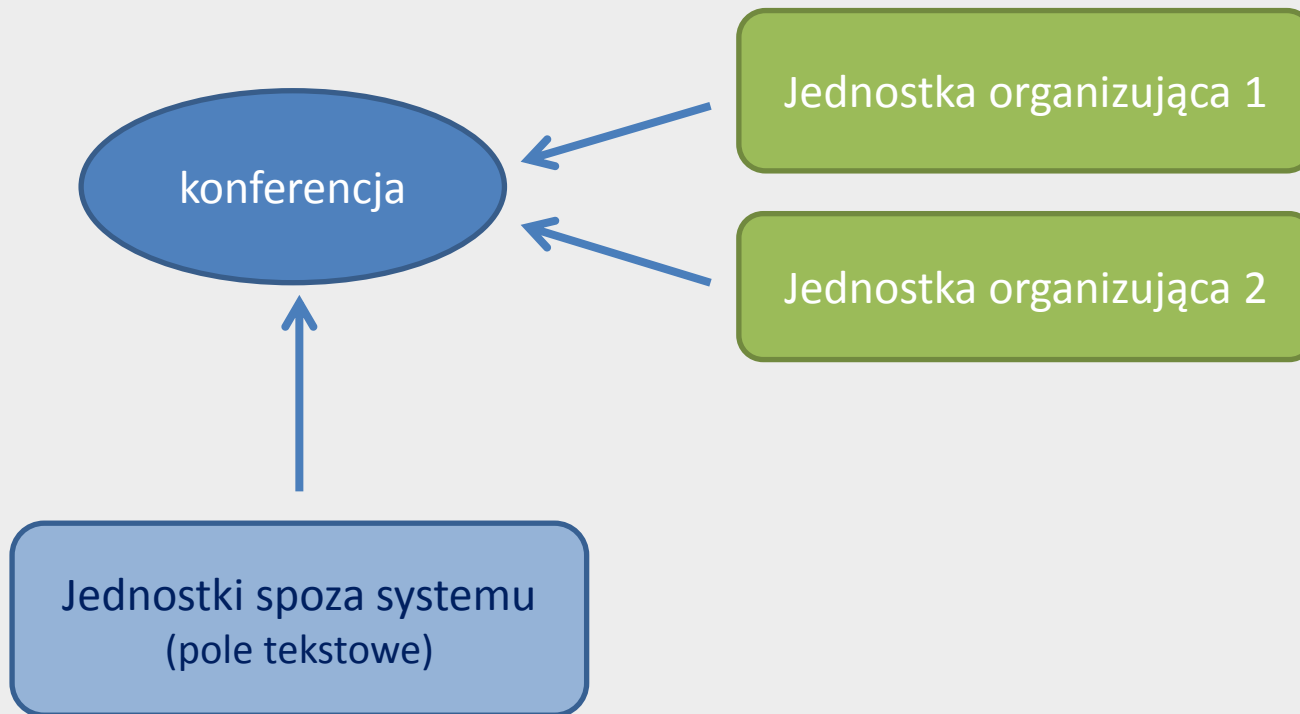 konferencja
Jednostka organizująca 1
Jednostka organizująca 2
Jednostki spoza systemu
(pole tekstowe)